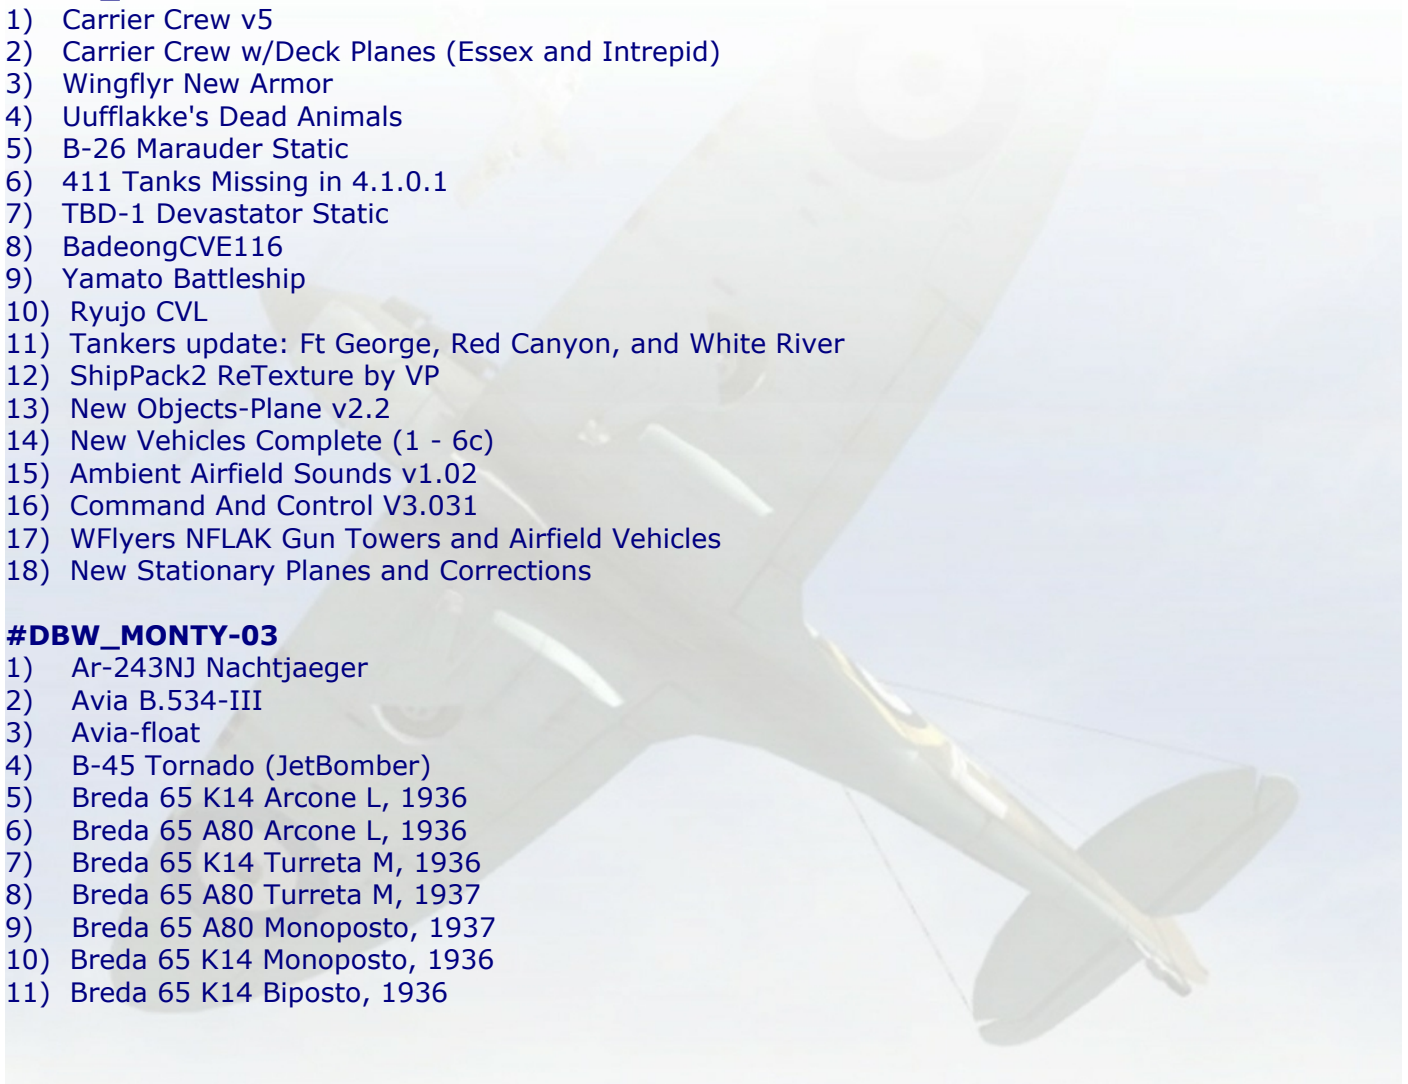 1) Carrier Crew v5
2) Carrier Crew w/Deck Planes (Essex and Intrepid)
3) Wingflyr New Armor
4) Uufflakke's Dead Animals
5) B-26 Marauder Static
6) 411 Tanks Missing in 4.1.0.1
7) TBD-1 Devastator Static
8) BadeongCVE116
9) Yamato Battleship
10) Ryujo CVL
11) Tankers update: Ft George, Red Canyon, and White River
12) ShipPack2 ReTexture by VP
13) New Objects-Plane v2.2
14) New Vehicles Complete (1 - 6c)
15) Ambient Airfield Sounds v1.02
16) Command And Control V3.031
17) WFlyers NFLAK Gun Towers and Airfield Vehicles
18) New Stationary Planes and Corrections
#DBW_MONTY-03
1) Ar-243NJ Nachtjaeger
2) Avia B.534-III
3) Avia-float
4) B-45 Tornado (JetBomber)
5) Breda 65 K14 Arcone L, 1936
6) Breda 65 A80 Arcone L, 1936
7) Breda 65 K14 Turreta M, 1936
8) Breda 65 A80 Turreta M, 1937
9) Breda 65 A80 Monoposto, 1937
10) Breda 65 K14 Monoposto, 1936
11) Breda 65 K14 Biposto, 1936